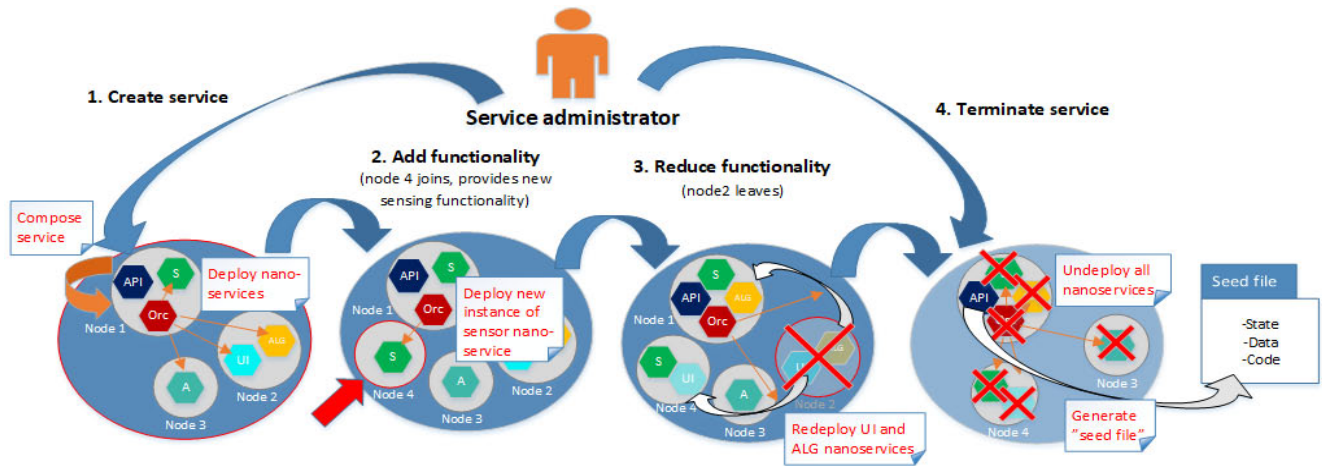 Service administrator
1. Create service
2. Add functionality
(node 4 joins, provides new
sensing functionality)
3. Reduce functionality
(node2 leaves)
4. Terminate service
Compose
service
API
S
Orc
Node 1
Deploy nano-
services
ALG
UI
Node 2
A
Node 3
API
S
Orc
Node 1
Deploy new
instance of
sensor nano-
service
S
Node 4
A
Node 3
Node 2
S
API
ALG
Orc
Node 1
S
UI
Node 4
A
Node 3
Node 2
Redeploy UI and
ALG nanoservices
API
Node 1
Undeploy all
nanoservices
Node 3
Node 4
Generate
"seed file"
Seed file
-State
-Data
-Code